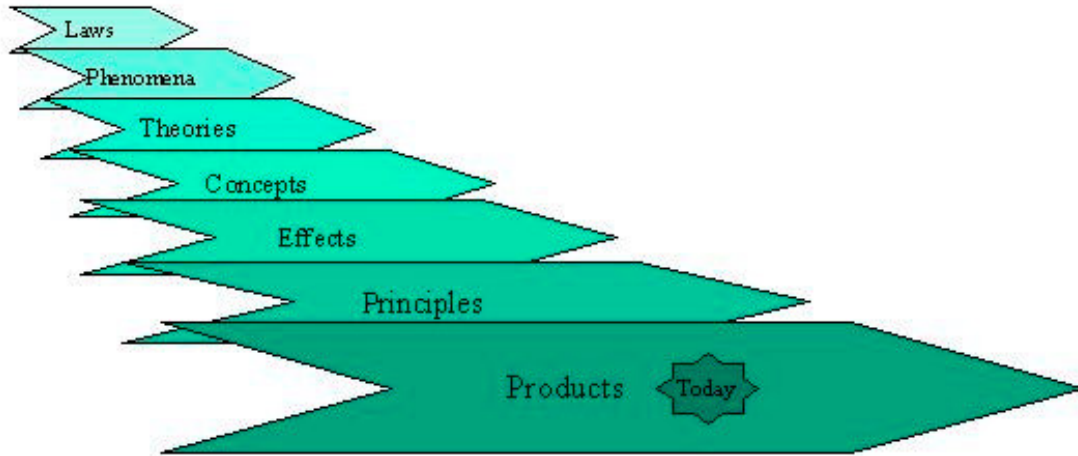 Laws
Phenomena
Theories
Concepts
Effects
Principles
Products
Today